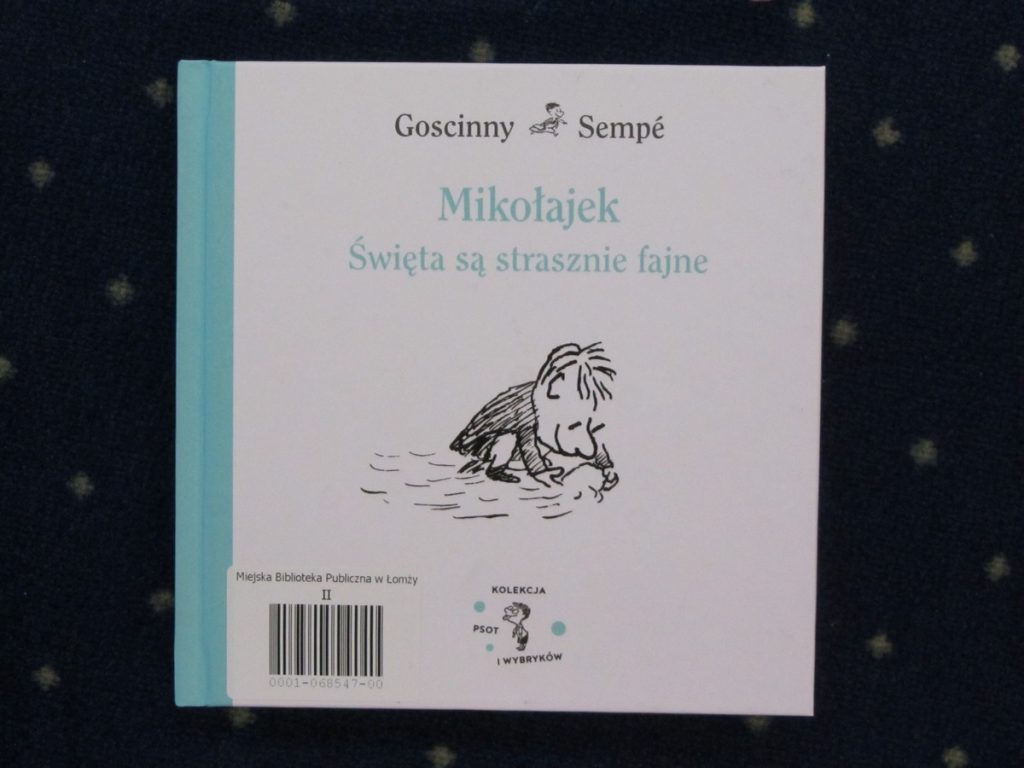 Goscinny Sempé
Mikołajek
Święta są strasznie fajne
Miejska Biblioteka Publiczna w Łomży
II
0001-068547-00
KOLEKCJA
PSOT
I WYBRYKÓW